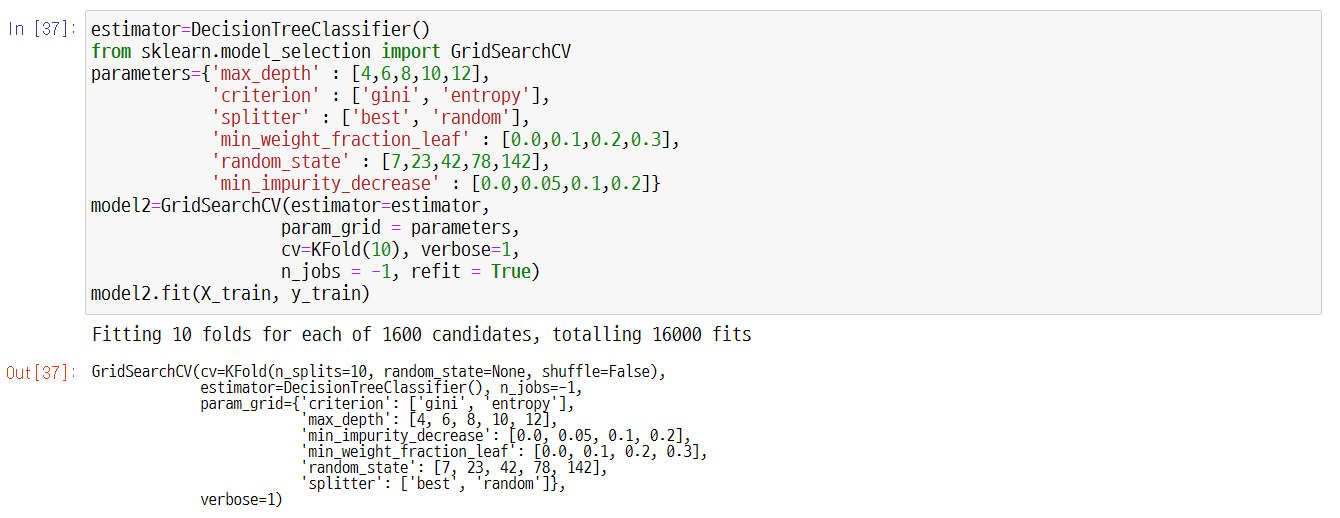 In [37]: estimator=DecisionTreeClassifier()
from sklearn.model_selection import GridSearchCV
parameters={'max_depth' : [4,6,8,10,12],
'criterion' : ['gini', 'entropy'],
'splitter' : ['best', 'random'],
'min_weight_fraction_leaf' : [0.0,0.1,0.2,0.3],
'random_state' : [7,23,42,78,142],
'min_impurity_decrease' : [0.0,0.05,0.1,0.2]}
model2=GridSearchCV(estimator=estimator,
param_grid = parameters,
cv=KFold(10), verbose=1,
n_jobs = -1, refit = True)
model2.fit(X_train, y_train)
Fitting 10 folds for each of 1600 candidates, totalling 16000 fits
Out[37]: GridSearchCV(cv=KFold(n_splits=10, random_state=None, shuffle=False),
estimator=DecisionTreeClassifier(), n_jobs=-1,
param_grid={'criterion': ['gini', 'entropy'],
'max_depth': [4, 6, 8, 10, 12],
'min_impurity_decrease': [0.0, 0.05, 0.1, 0.2],
'min_weight_fraction_leaf': [0.0, 0.1, 0.2, 0.3],
'random_state': [7, 23, 42, 78, 142],
'splitter': ['best', 'random']},
verbose=1)